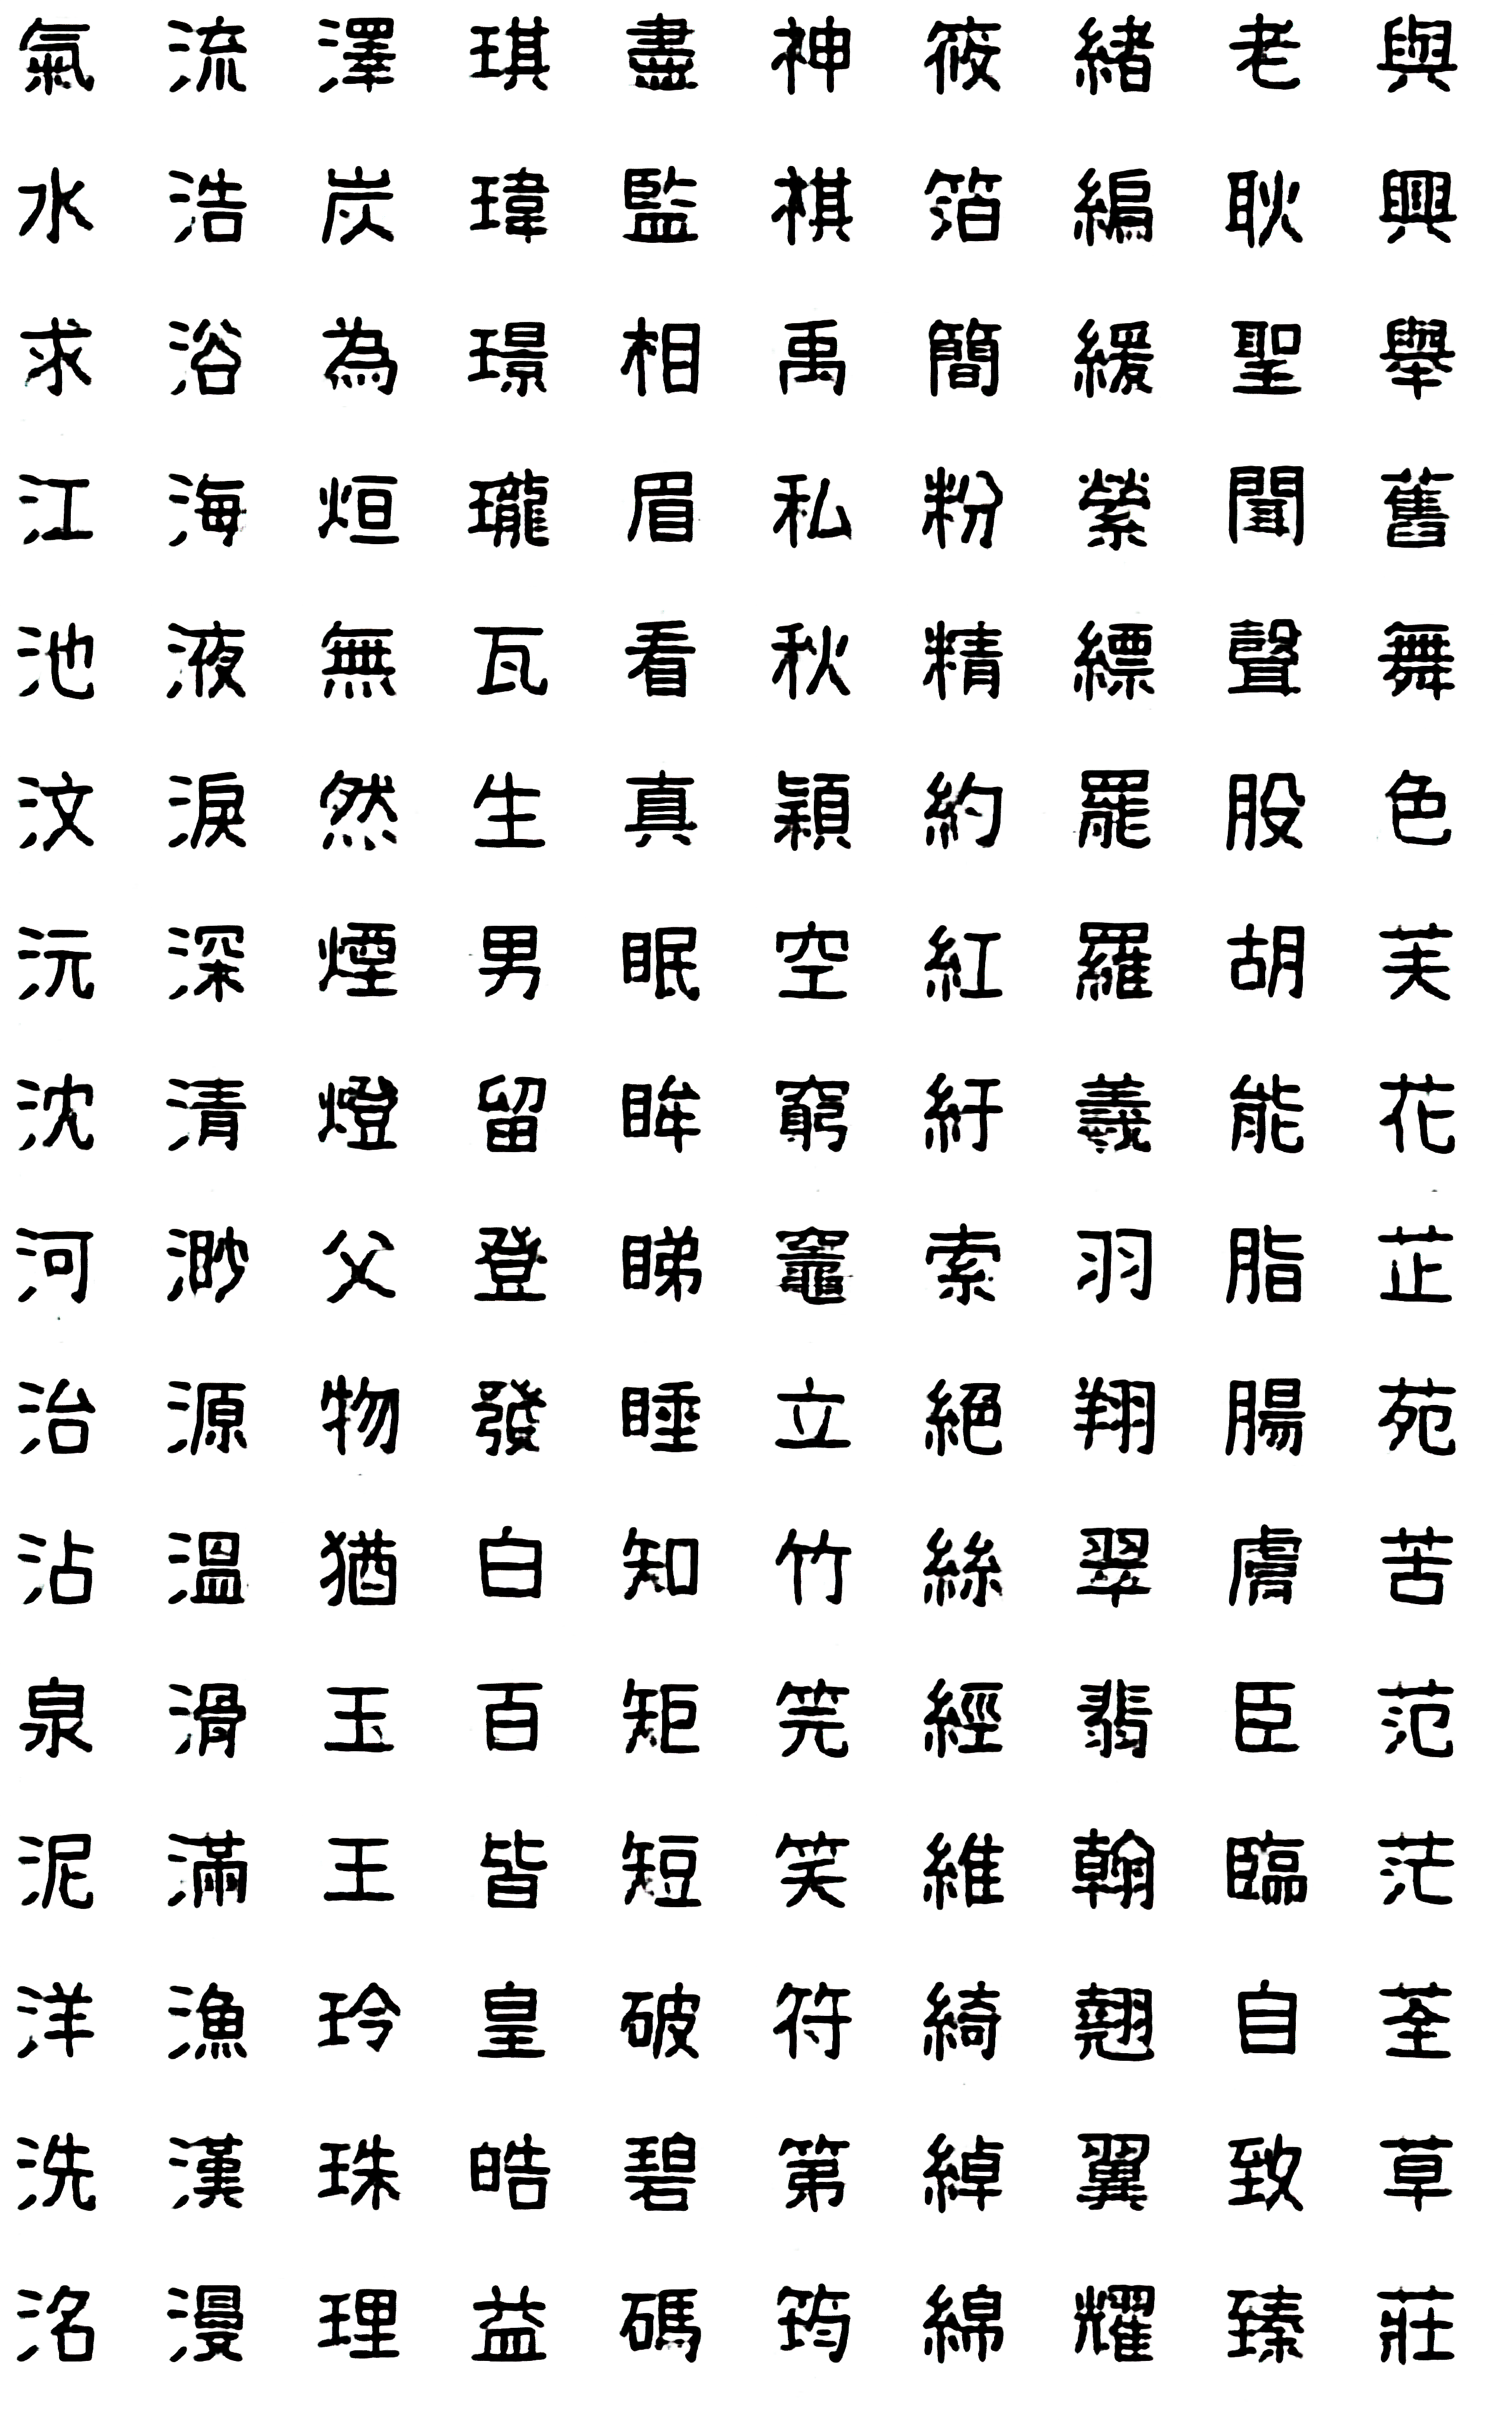 氣水求江池汶沅沈河治沾泉泥洋洗洛
流浩浴海液淚深清渺源溫滑滿漁漢漫
澤炭為烜無然煙燈父物猶玉王玲珠理
琪瑋璟瓏瓦生男留登發白百皆皇皓益
盡監相眉看真眠眸睇睡知矩短破碧碼
神祺禹私秋穎空窮竈立竹笎笑符第筠
筱箔簡粉精約紅紆索絕絲經維綺綽綿
緒編緩縈縹罷羅羲羽翔翠翡翰翹翼耀
老耿聖聞聲股胡能脂腸膚臣臨自致臻
與興舉舊舞色芙花芷苑苦范茫荃草莊